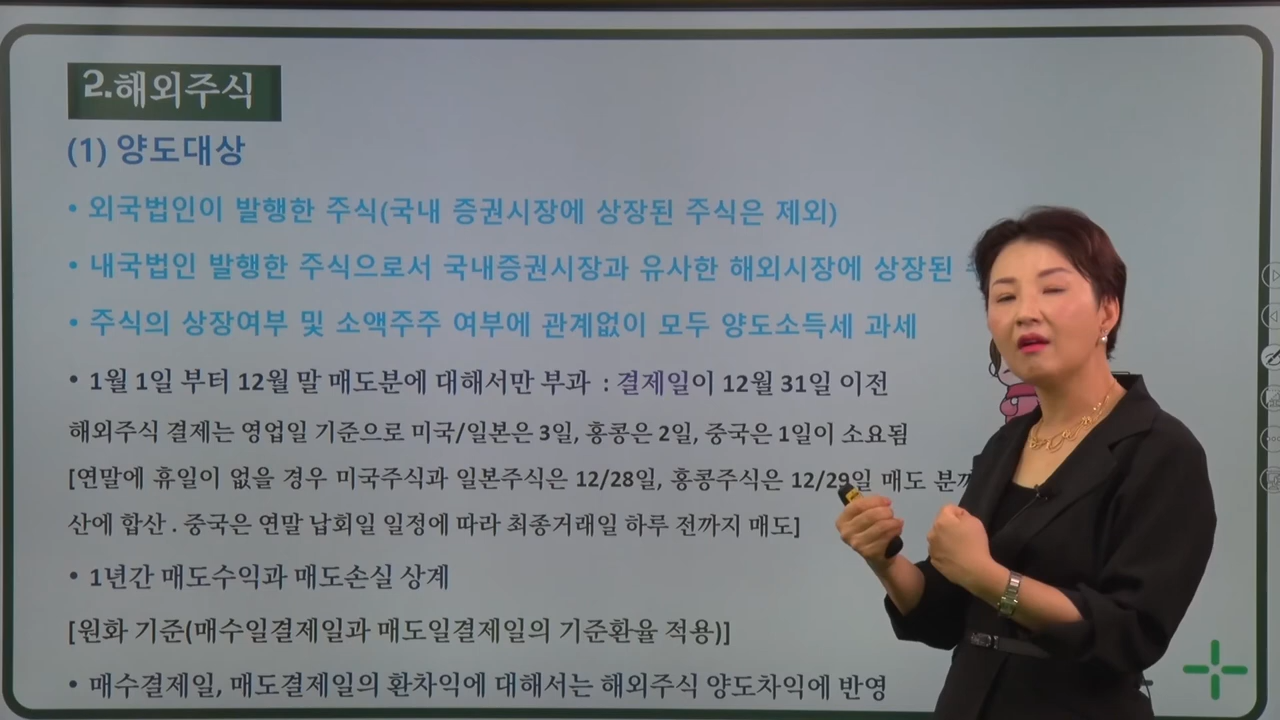 2.해외주식
(1) 양도대상
• 외국법인이 발행한 주식(국내 증권시장에 상장된 주식은 제외)
• 내국법인 발행한 주식으로서 국내증권시장과 유사한 해외시장에 상장된
• 주식의 상장여부 및 소액주주 여부에 관계없이 모두 양도소득세 과세
• 1월 1일 부터 12월 말 매도분에 대해서만 부과 : 결제일이 12월 31일 이전
해외주식 결제는 영업일 기준으로 미국/일본은 3일, 홍콩은 2일, 중국은 1일이 소요됨
[연말에 휴일이 없을 경우 미국주식과 일본주식은 12/28일, 홍콩주식은 12/29일 매도
산에 합산 . 중국은 연말 납회일 일정에 따라 최종거래일 하루 전까지 매도]
• 1년간 매도수익과 매도손실 상계
[원화 기준(매수일결제일과 매도일결제일의 기준환율 적용)]
• 매수결제일, 매도결제일의 환차익에 대해서는 해외주식 양도차익에 반영